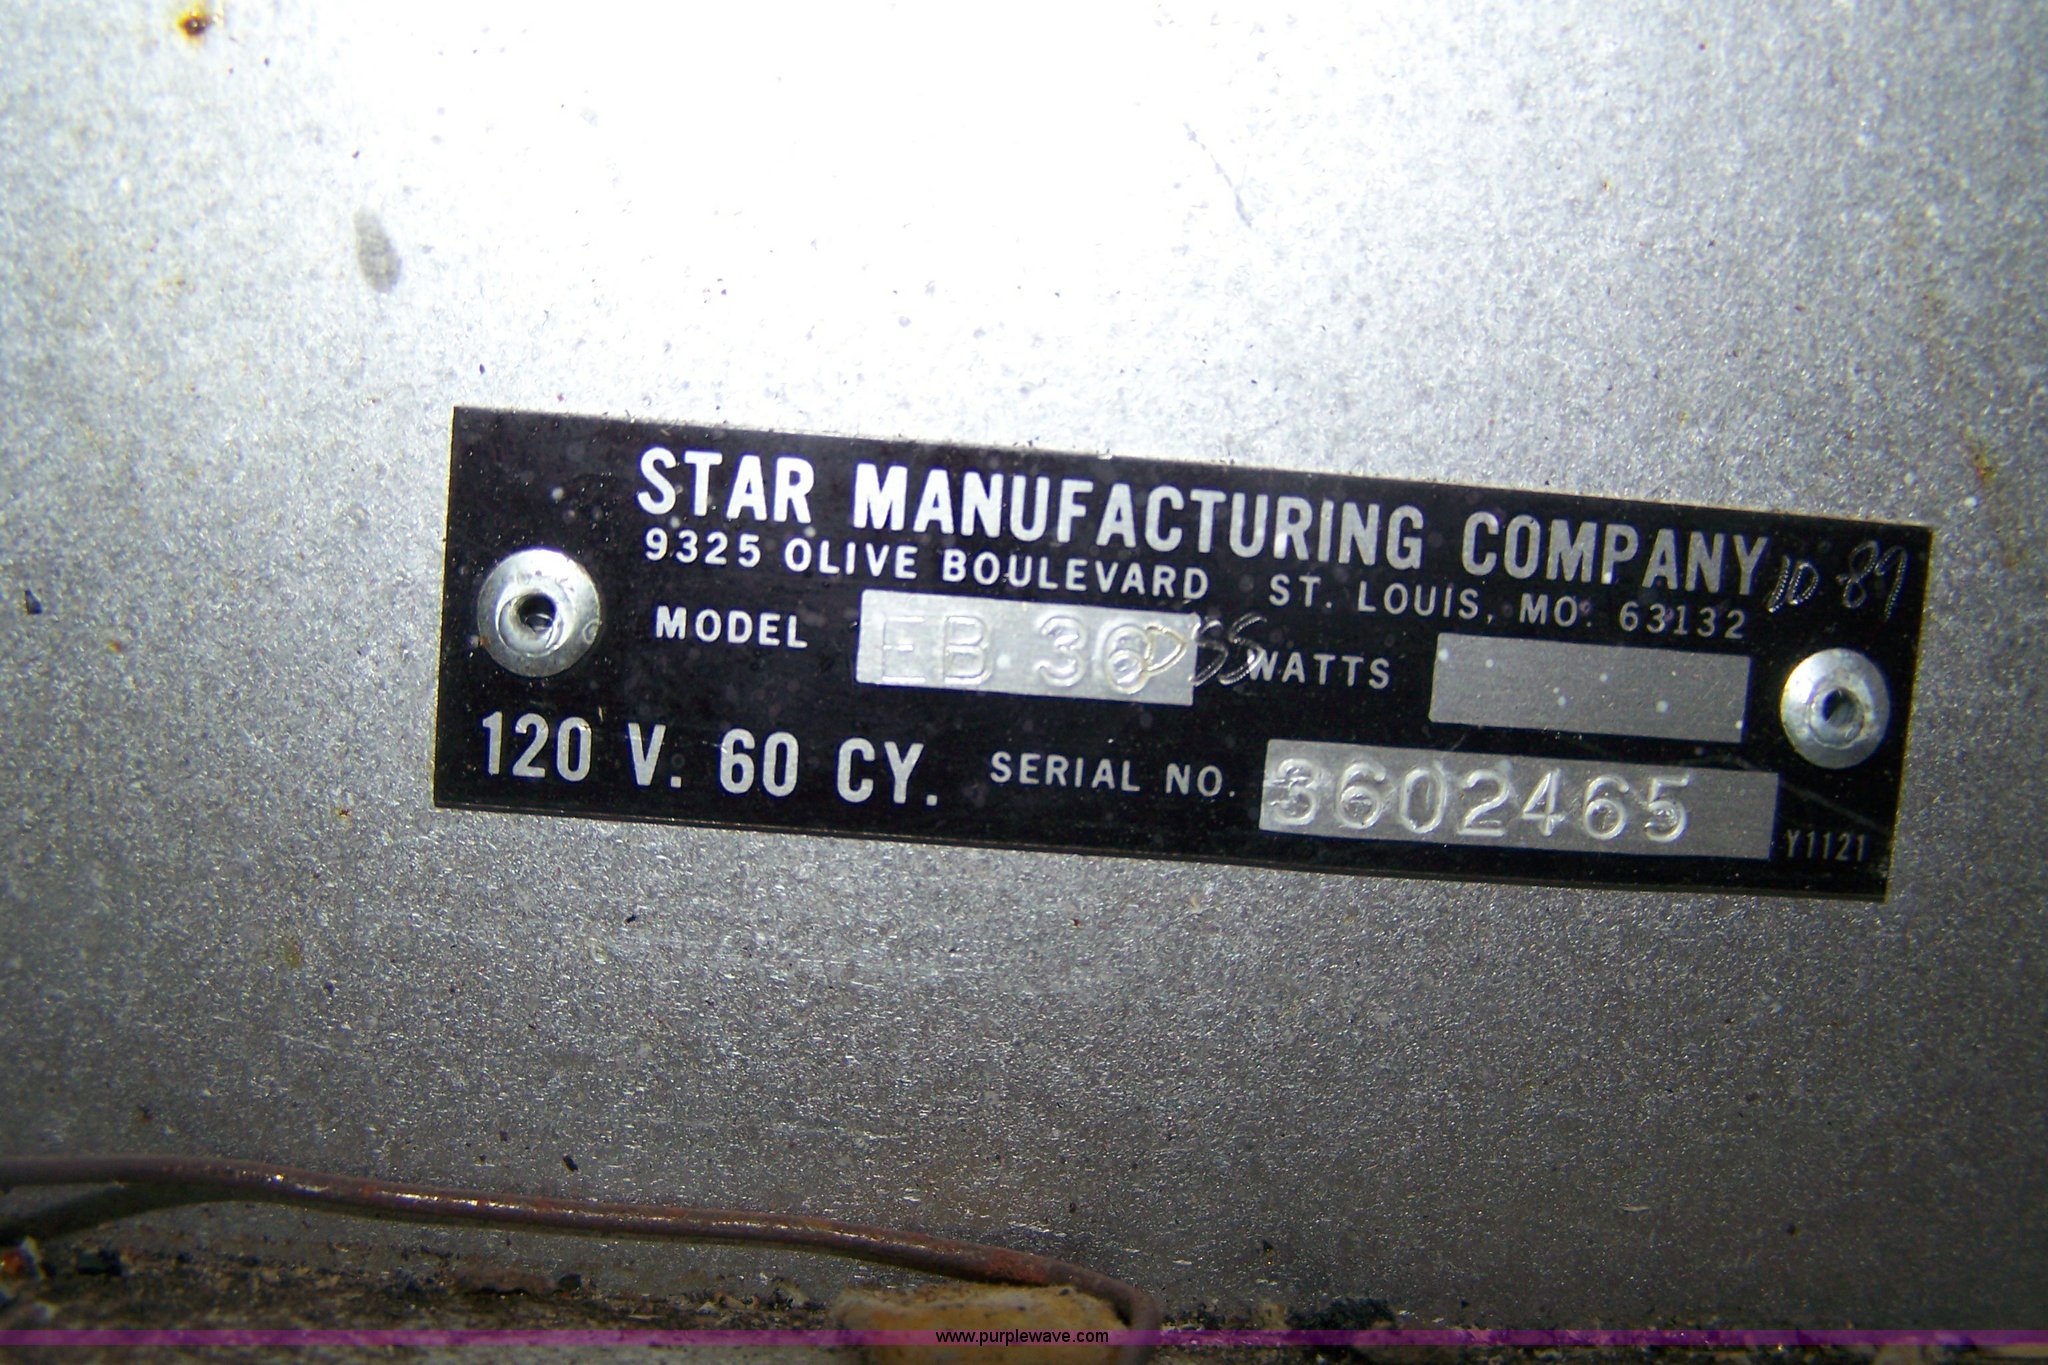 STAR MANUFACTURING COMPANY 10-89
9325 OLIVE BOULEVARD ST. LOUIS, MO. 63132
MODEL EB 36 DSS WATTS
120 V. 60 CY. SERIAL NO. 3602465
Y1121
www.purplewave.com